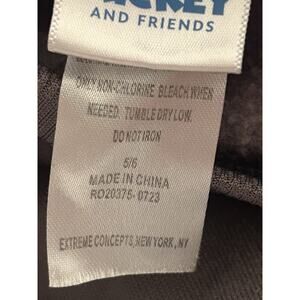 AND FRIENDS
ONLY NON-CHLORINE BLEACH WHEN
NEEDED. TUMBLE DRY LOW.
DO NOT IRON
5/6
MADE IN CHINA
RO20375-0723
EXTREME CONCEPTS, NEW YORK, NY